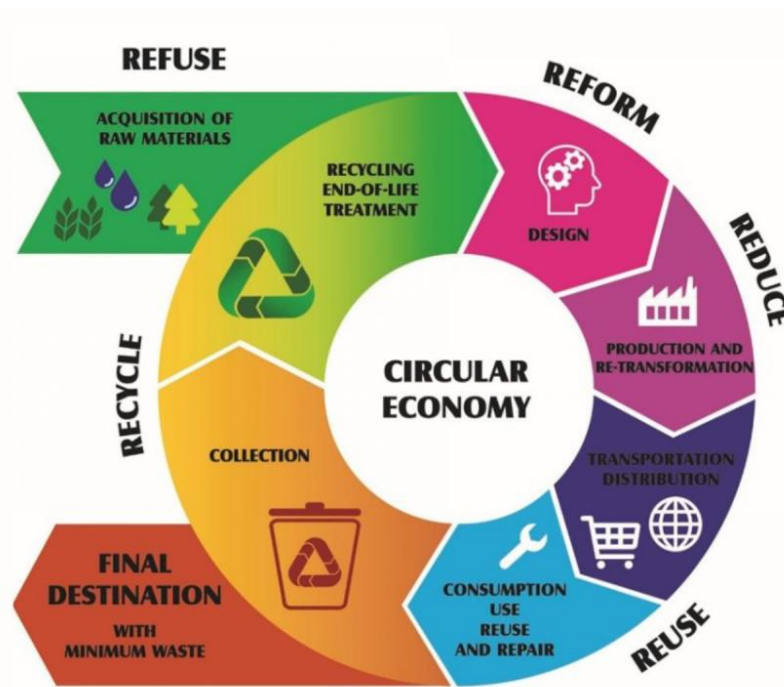 REFUSE
ACQUISITION OF
RAW MATERIALS
RECYCLING
END-OF-LIFE
TREATMENT
REFORM
DESIGN
REDUCE
PRODUCTION AND
RE-TRANSFORMATION
CIRCULAR
ECONOMY
TRANSPORTATION
DISTRIBUTION
REUSE
CONSUMPTION
USE
REUSE
AND REPAIR
RECYCLE
COLLECTION
FINAL
DESTINATION
WITH
MINIMUM WASTE